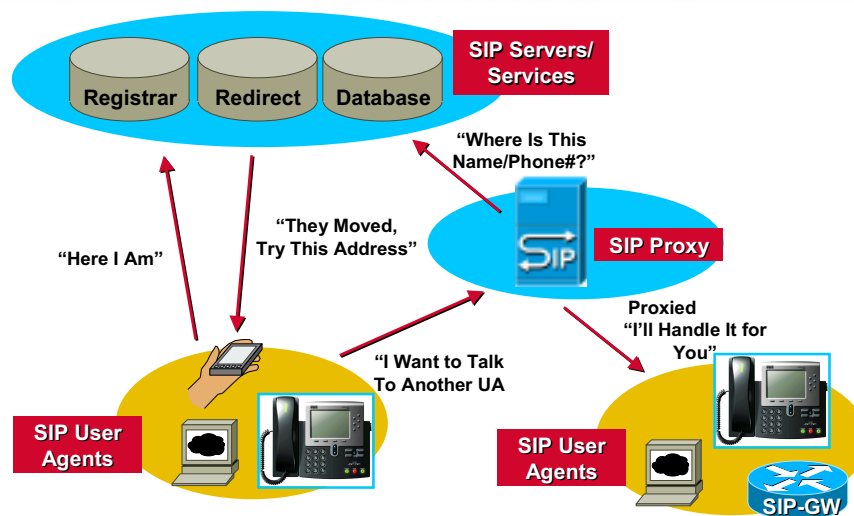 SIP Servers/
Services
Registrar
Redirect
Database
“Where Is This
Name/Phone#?”
“They Moved,
Try This Address”
“Here I Am”
SIP
SIP Proxy
Proxied
“I’ll Handle It for
You”
“I Want to Talk
To Another UA
SIP User
Agents
SIP User
Agents
SIP-GW